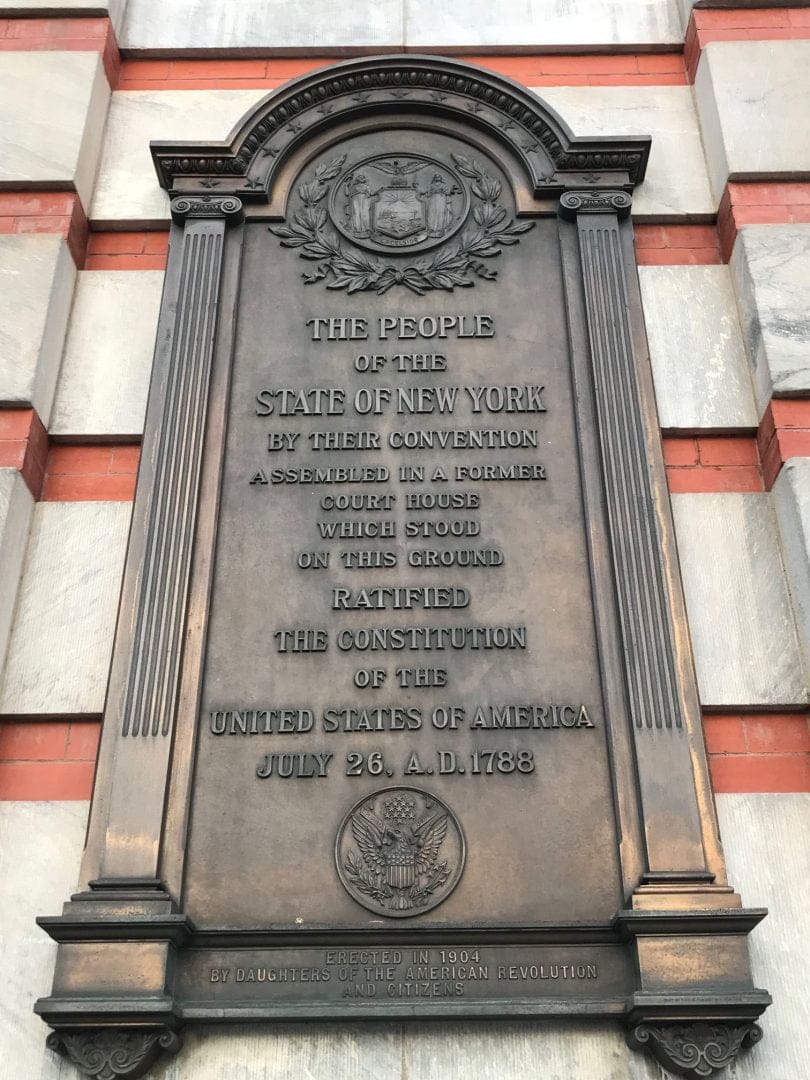 EXCELSIOR
THE PEOPLE
OF THE
STATE OF NEW YORK
BY THEIR CONVENTION
ASSEMBLED IN A FORMER
COURT HOUSE
WHICH STOOD
ON THIS GROUND
RATIFIED
THE CONSTITUTION
OF THE
UNITED STATES OF AMERICA
JULY 26, A.D. 1788
ERECTED IN 1904
BY DAUGHTERS OF THE AMERICAN REVOLUTION
AND CITIZENS